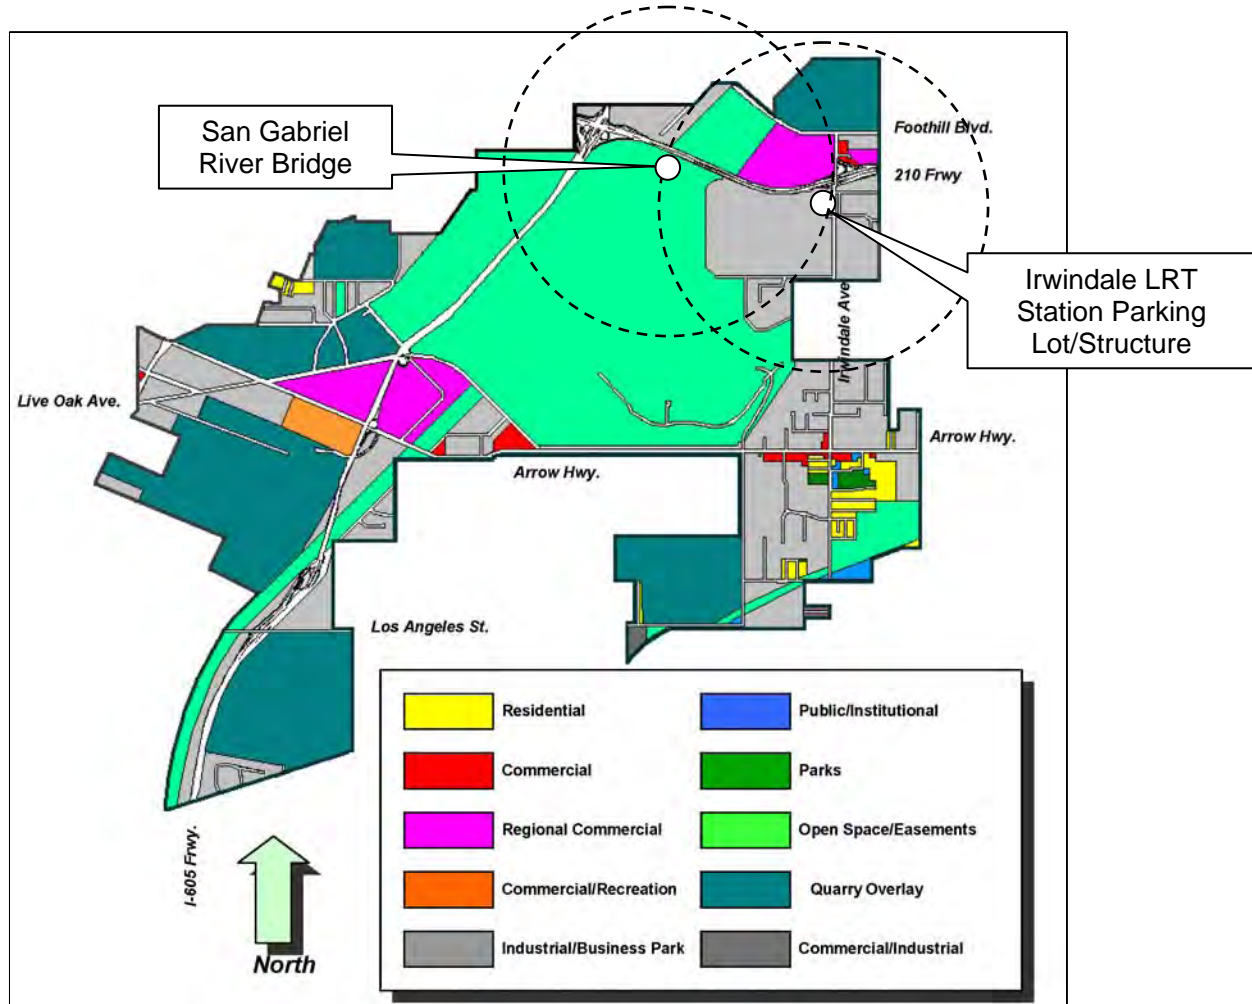 San Gabriel
River Bridge
Foothill Blvd.
210 Frwy
Irwindale LRT
Station Parking
Lot/Structure
Irwindale Ave
Live Oak Ave.
Arrow Hwy.
Arrow Hwy.
Los Angeles St.
I-605 Frwy.
North
Residential
Commercial
Regional Commercial
Commercial/Recreation
Industrial/Business Park
Public/Institutional
Parks
Open Space/Easements
Quarry Overlay
Commercial/Industrial